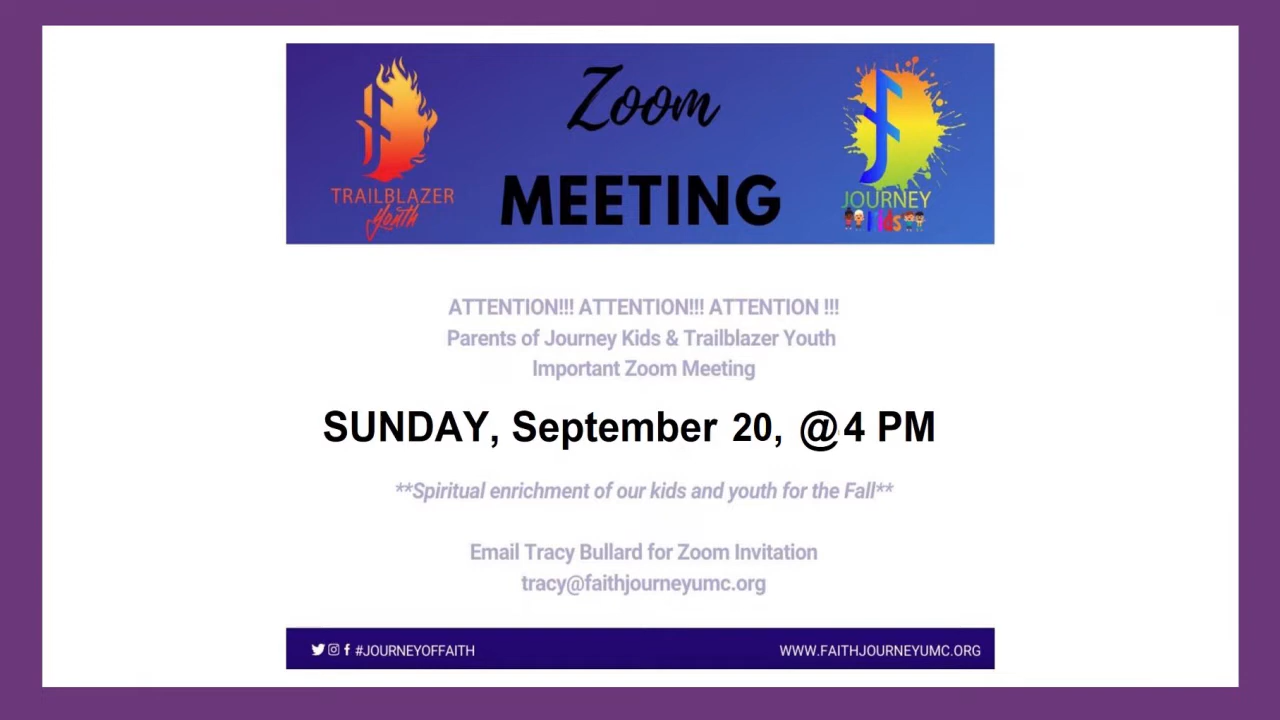 Zoom
MEETING
TRAILBLAZER
Youth
JOURNEY
Kids
ATTENTION!!! ATTENTION!!! ATTENTION !!!
Parents of Journey Kids & Trailblazer Youth
Important Zoom Meeting
SUNDAY, September 20, @4 PM
**Spiritual enrichment of our kids and youth for the Fall**
Email Tracy Bullard for Zoom Invitation
tracy@faithjourneyumc.org
#JOURNEYOFFAITH
WWW.FAITHJOURNEYUMC.ORG